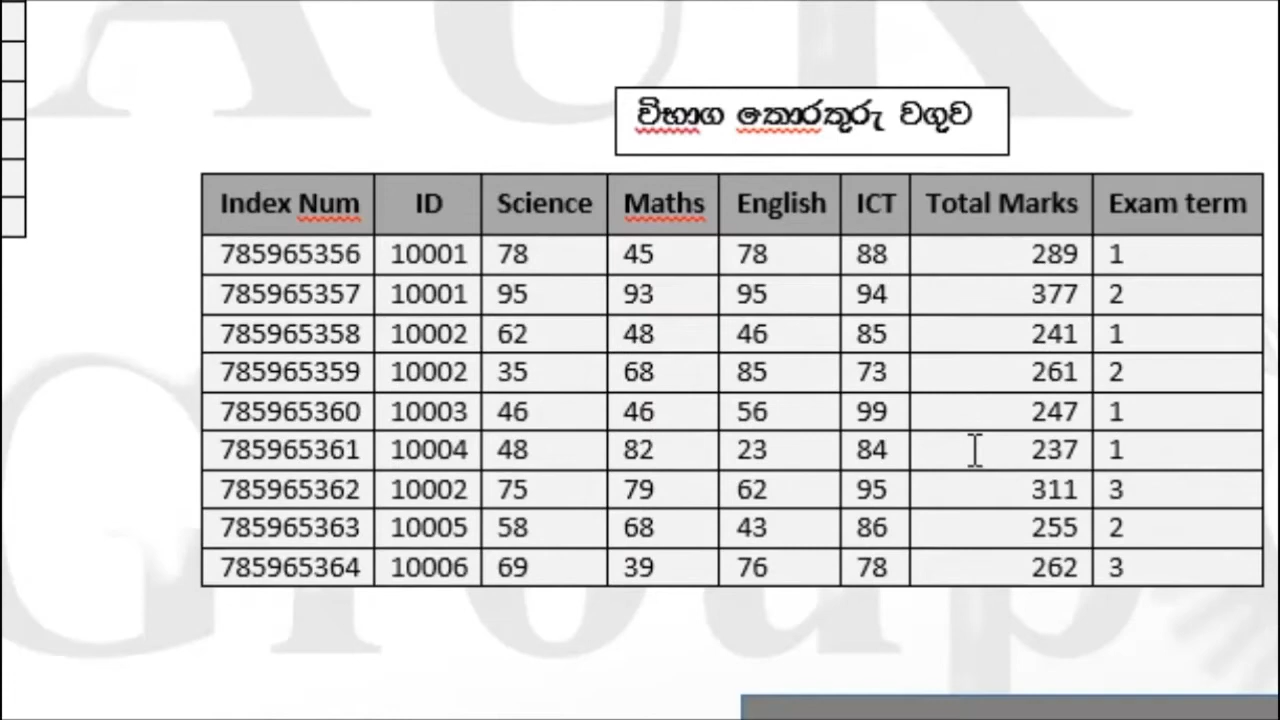 විභාග තොරතුරු වගුව
Index Num ID Science Maths English ICT Total Marks Exam term
785965356 10001 78 45 78 88 289 1
785965357 10001 95 93 95 94 377 2
785965358 10002 62 48 46 85 241 1
785965359 10002 35 68 85 73 261 2
785965360 10003 46 46 56 99 247 1
785965361 10004 48 82 23 84 237 1
785965362 10002 75 79 62 95 311 3
785965363 10005 58 68 43 86 255 2
785965364 10006 69 39 76 78 262 3
Group